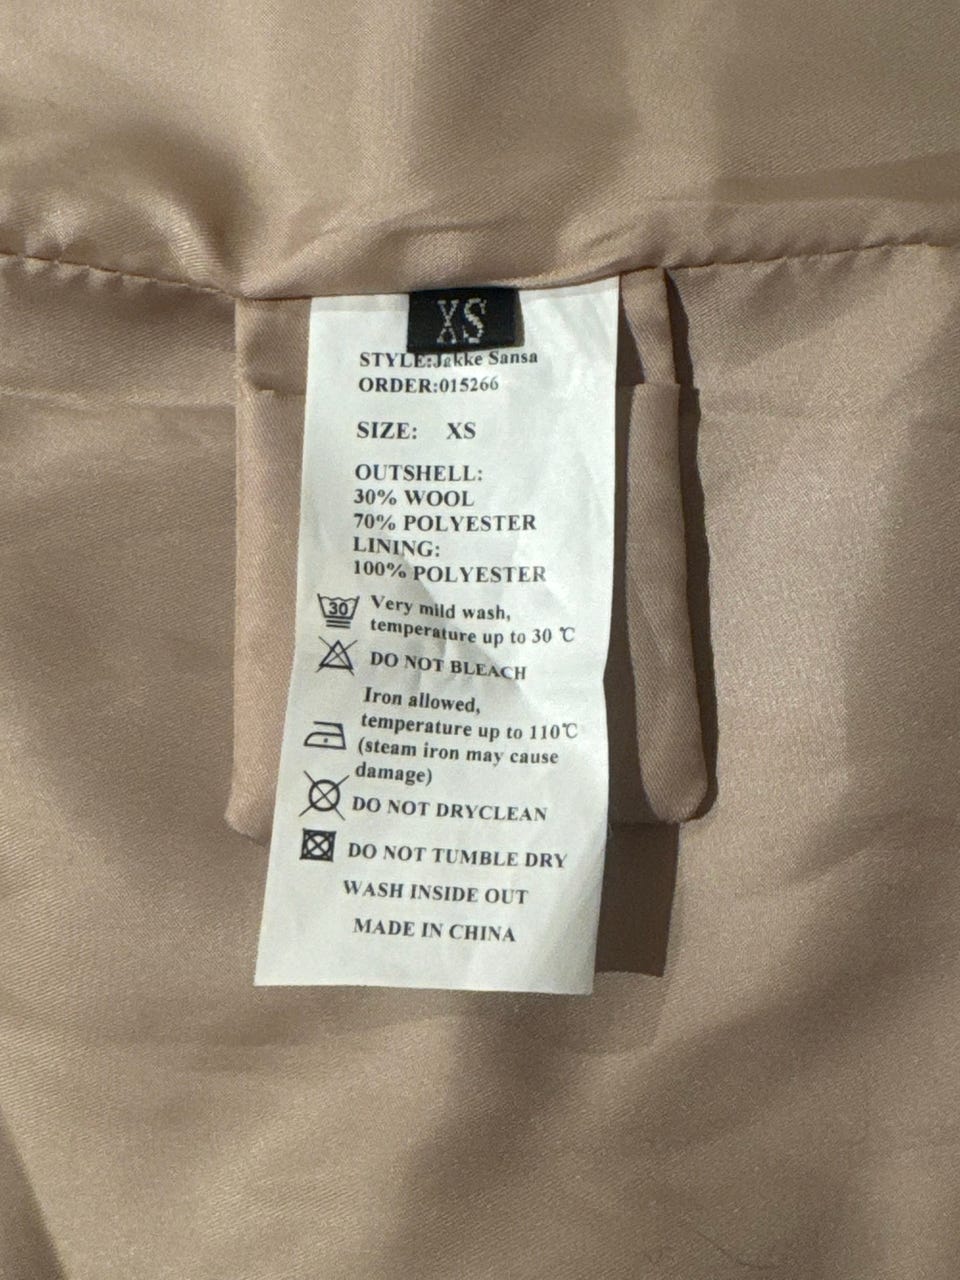 XS
STYLE:Jakke Sansa
ORDER:015266
SIZE: XS
OUTSHELL:
30% WOOL
70% POLYESTER
LINING:
100% POLYESTER
30
Very mild wash,
temperature up to 30 ℃
DO NOT BLEACH
Iron allowed,
temperature up to 110℃
(steam iron may cause
damage)
DO NOT DRYCLEAN
DO NOT TUMBLE DRY
WASH INSIDE OUT
MADE IN CHINA